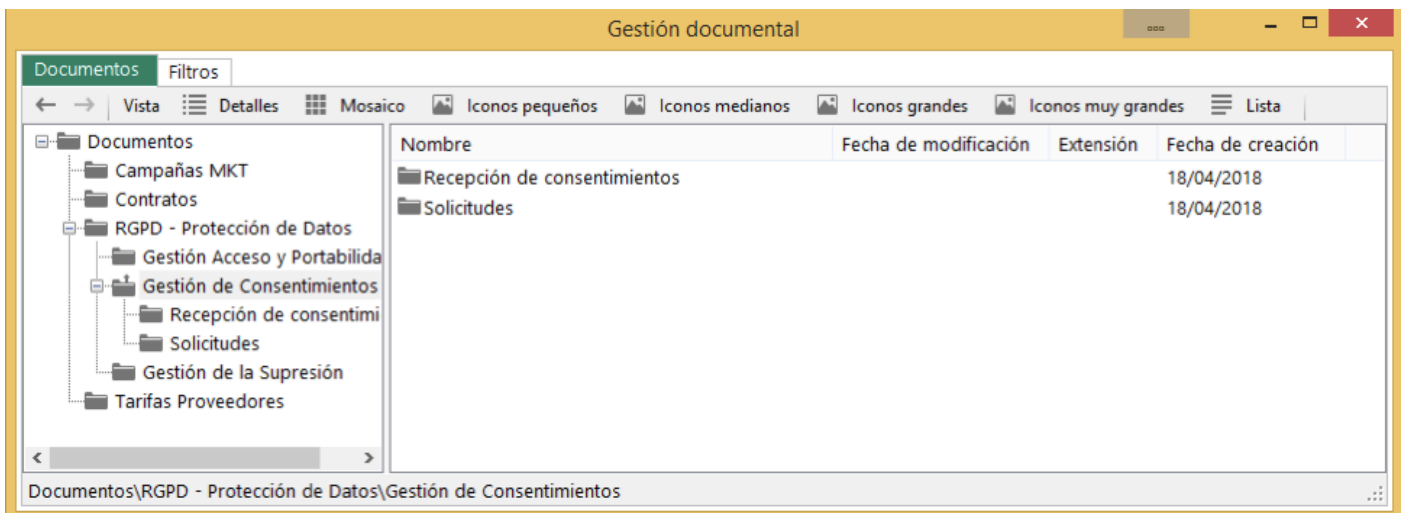 Gestión documental
Documentos Filtros
Vista Detalles Mosaico Iconos pequeños Iconos medianos Iconos grandes Iconos muy grandes Lista
Documentos
Campañas MKT
Contratos
RGPD - Protección de Datos
Gestión Acceso y Portabilida
Gestión de Consentimientos
Recepción de consentimi
Solicitudes
Gestión de la Supresión
Tarifas Proveedores
Nombre Fecha de modificación Extensión Fecha de creación
Recepción de consentimientos 18/04/2018
Solicitudes 18/04/2018
Documentos\RGPD - Protección de Datos\Gestión de Consentimientos